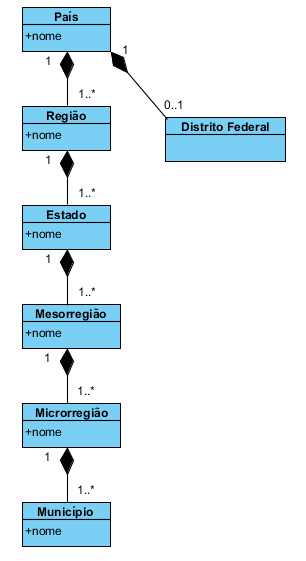 País
+nome
1
1
1..*
0..1
Região
+nome
Distrito Federal
1
1..*
Estado
+nome
1
1..*
Mesorregião
+nome
1
1..*
Microrregião
+nome
1
1..*
Município
+nome